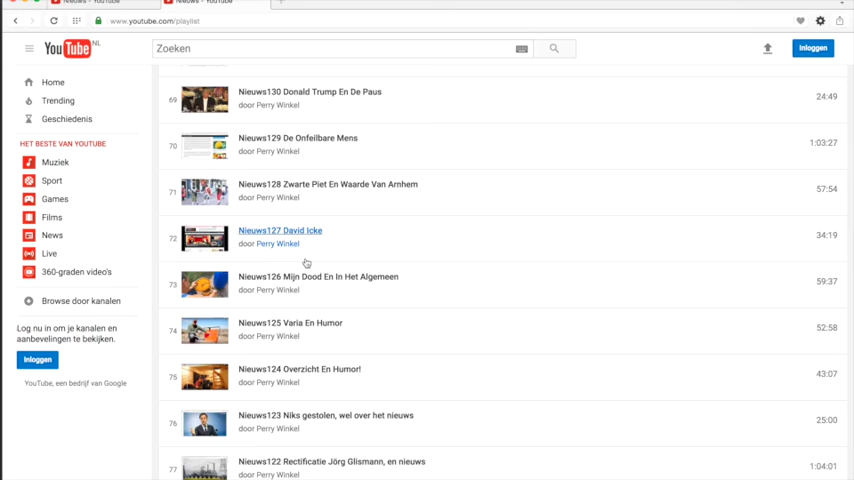 Nieuws - YouTube
Nieuws - YouTube
www.youtube.com/playlist
YouTube NL
Zoeken
Inloggen
Home
Trending
Geschiedenis
HET BESTE VAN YOUTUBE
Muziek
Sport
Games
Films
News
Live
360-graden video's
Browse door kanalen
Log nu in om je kanalen en
aanbevelingen te bekijken.
Inloggen
YouTube, een bedrijf van Google
69 Nieuws130 Donald Trump En De Paus 24:49
door Perry Winkel
70 Nieuws129 De Onfeilbare Mens 1:03:27
door Perry Winkel
71 Nieuws128 Zwarte Piet En Waarde Van Arnhem 57:54
door Perry Winkel
72 Nieuws127 David Icke 34:19
door Perry Winkel
73 Nieuws126 Mijn Dood En In Het Algemeen 59:37
door Perry Winkel
74 Nieuws125 Varia En Humor 52:58
door Perry Winkel
75 Nieuws124 Overzicht En Humor! 43:07
door Perry Winkel
76 Nieuws123 Niks gestolen, wel over het nieuws 25:00
door Perry Winkel
77 Nieuws122 Rectificatie Jörg Glismann, en nieuws 1:04:01
door Perry Winkel